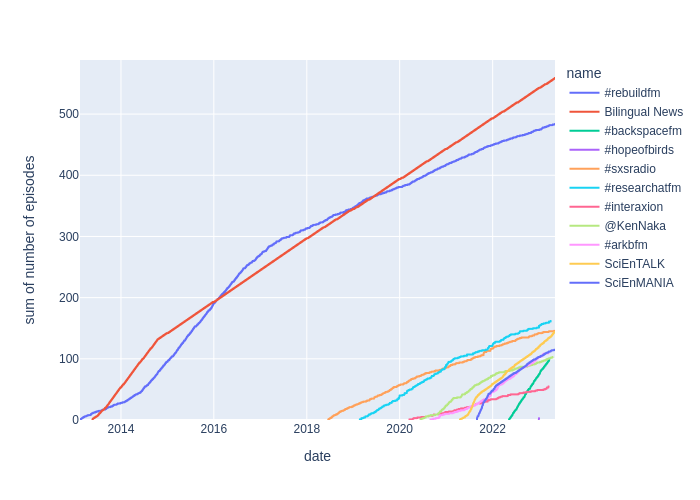 name
#rebuildfm
Bilingual News
#backspacefm
#hopeofbirds
#sxsradio
#researchatfm
#interaxion
@KenNaka
#arkbfm
SciEnTALK
SciEnMANIA
sum of number of episodes
500
400
300
200
100
0
2014 2016 2018 2020 2022
date